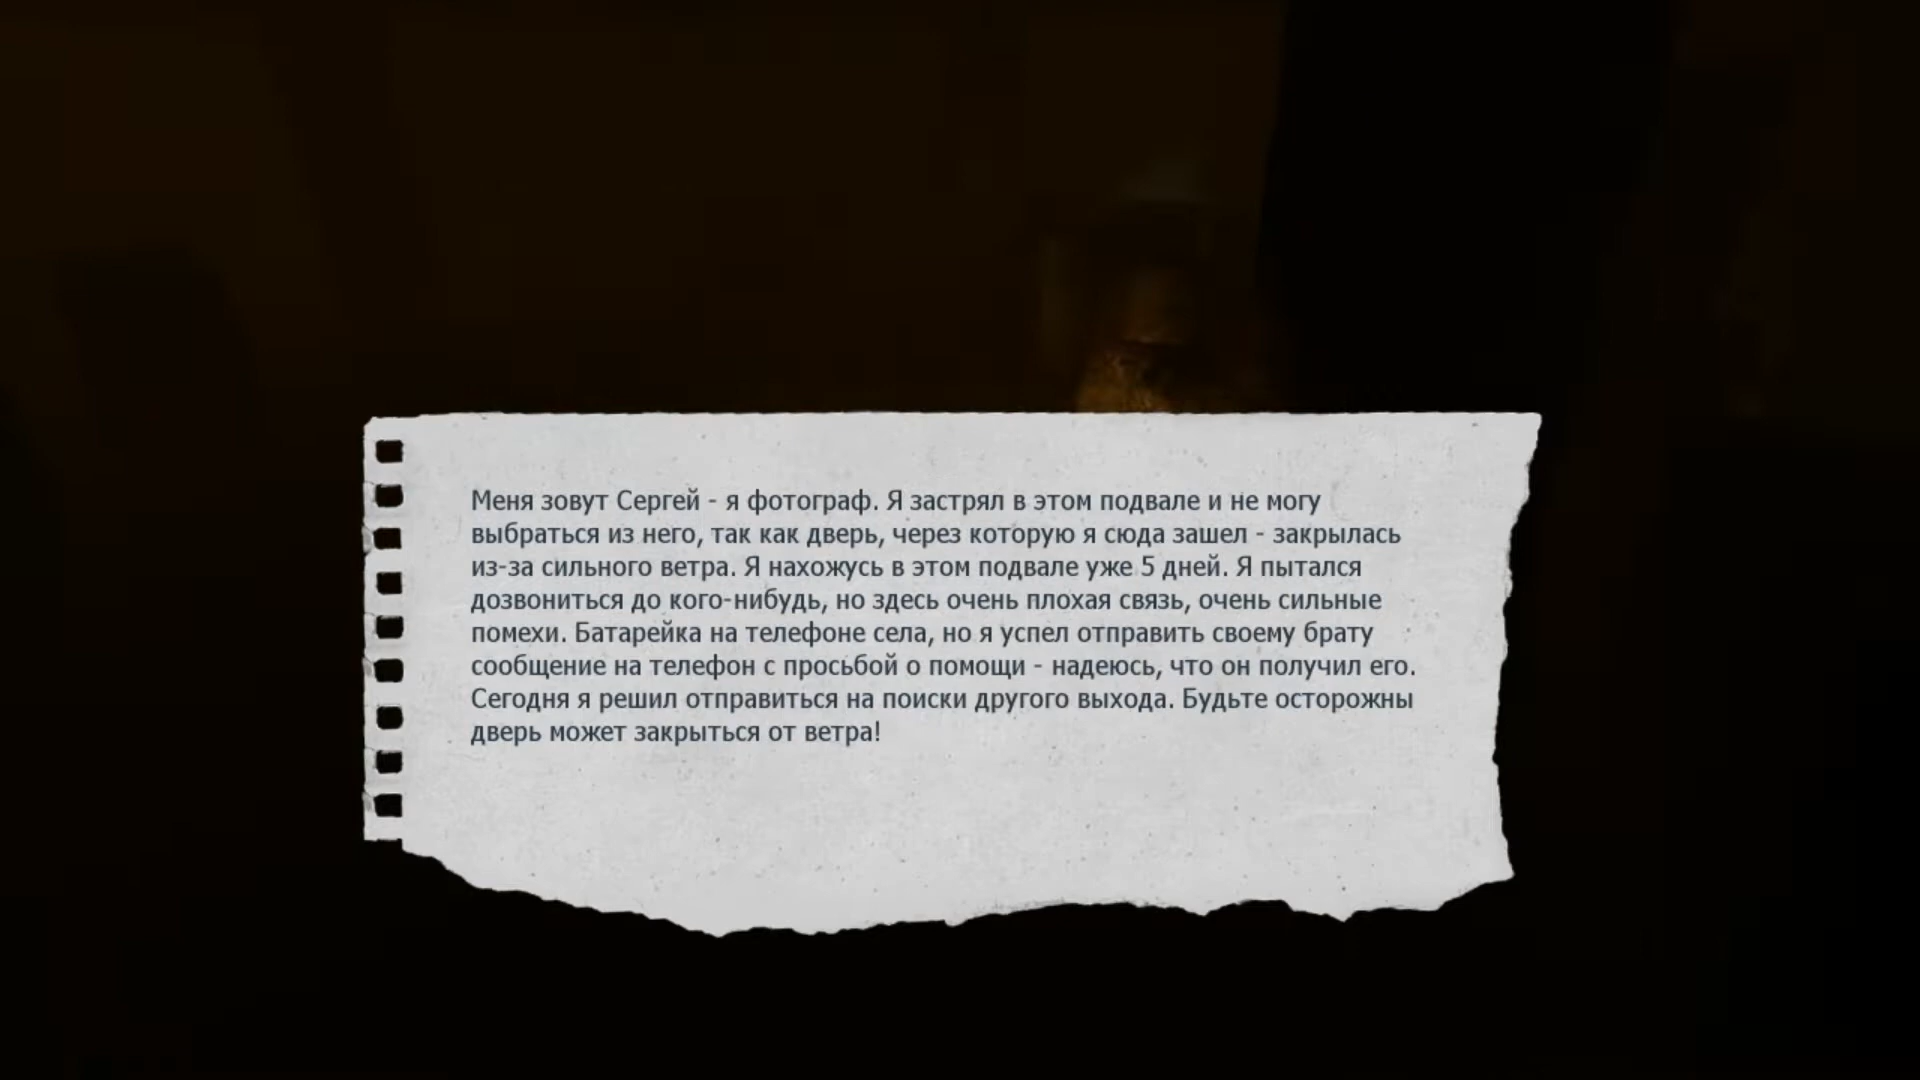 Меня зовут Сергей - я фотограф. Я застрял в этом подвале и не могу
выбраться из него, так как дверь, через которую я сюда зашел - закрылась
из-за сильного ветра. Я нахожусь в этом подвале уже 5 дней. Я пытался
дозвониться до кого-нибудь, но здесь очень плохая связь, очень сильные
помехи. Батарейка на телефоне села, но я успел отправить своему брату
сообщение на телефон с просьбой о помощи - надеюсь, что он получил его.
Сегодня я решил отправиться на поиски другого выхода. Будьте осторожны
дверь может закрыться от ветра!